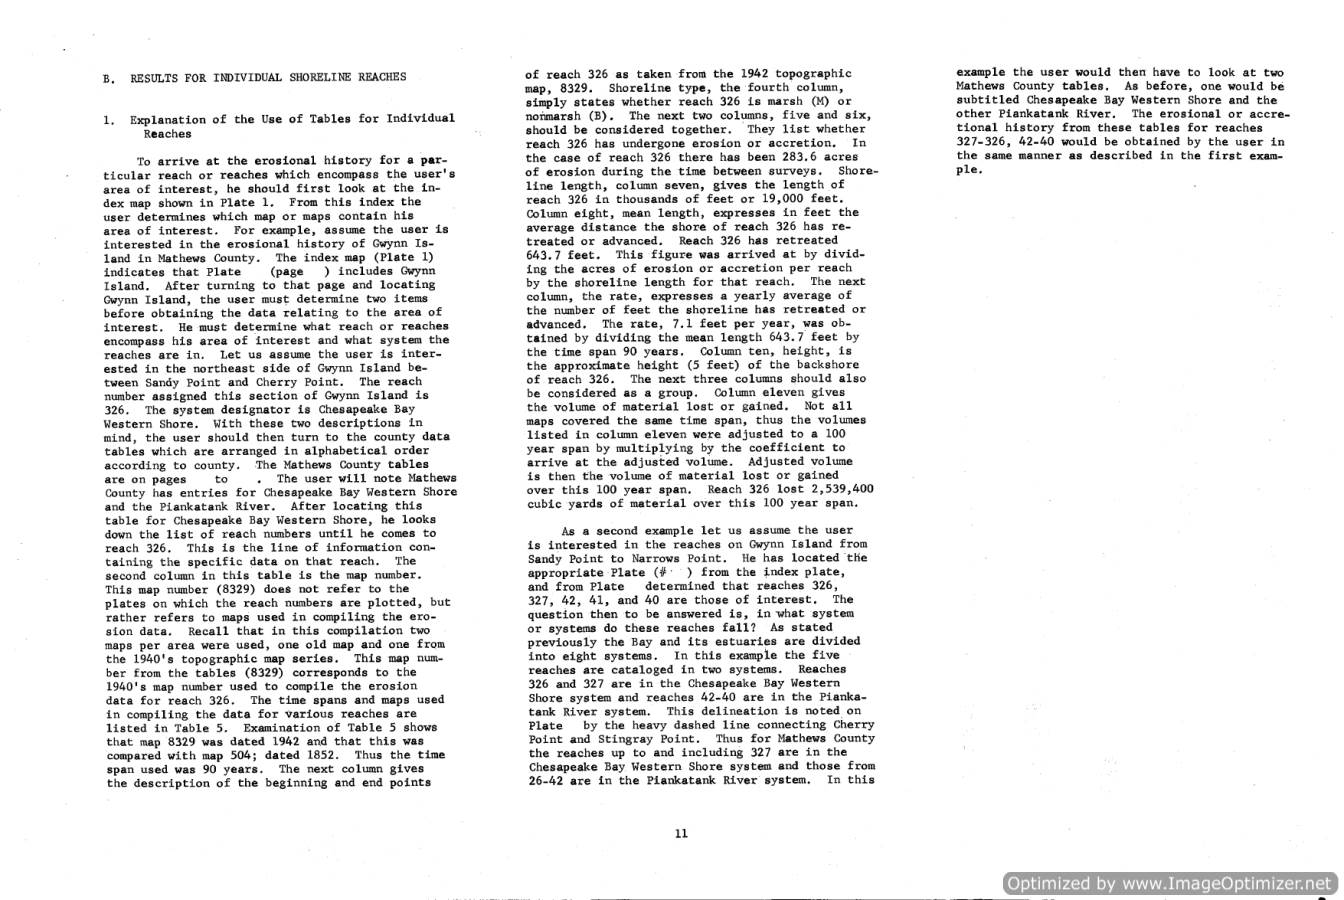 B. RESULTS FOR INDIVIDUAL SHORELINE REACHES
1. Explanation of the Use of Tables for Individual
Reaches
To arrive at the erosional history for a par-
ticular reach or reaches which encompass the user's
area of interest, he should first look at the in-
dex map shown in Plate 1. From this index the
user determines which map or maps contain his
area of interest. For example, assume the user is
interested in the erosional history of Gwynn Is-
land in Mathews County. The index map (Plate 1)
indicates that Plate (page ) includes Gwynn
Island. After turning to that page and locating
Gwynn Island, the user must determine two items
before obtaining the data relating to the area of
interest. He must determine what reach or reaches
encompass his area of interest and what system the
reaches are in. Let us assume the user is inter-
ested in the northeast side of Gwynn Island be-
tween Sandy Point and Cherry Point. The reach
number assigned this section of Gwynn Island is
326. The system designator is Chesapeake Bay
Western Shore. With these two descriptions in
mind, the user should then turn to the county data
tables which are arranged in alphabetical order
according to county. The Mathews County tables
are on pages to . The user will note Mathews
County has entries for Chesapeake Bay Western Shore
and the Piankatank River. After locating this
table for Chesapeake Bay Western Shore, he looks
down the list of reach numbers until he comes to
reach 326. This is the line of information con-
taining the specific data on that reach. The
second column in this table is the map number.
This map number (8329) does not refer to the
plates on which the reach numbers are plotted, but
rather refers to maps used in compiling the ero-
sion data. Recall that in this compilation two
maps per area were used, one old map and one from
the 1940's topographic map series. This map num-
ber from the tables (8329) corresponds to the
1940's map number used to compile the erosion
data for reach 326. The time spans and maps used
in compiling the data for various reaches are
listed in Table 5. Examination of Table 5 shows
that map 8329 was dated 1942 and that this was
compared with map 504; dated 1852. Thus the time
span used was 90 years. The next column gives
the description of the beginning and end points
of reach 326 as taken from the 1942 topographic
map, 8329. Shoreline type, the fourth column,
simply states whether reach 326 is marsh (M) or
nonmarsh (B). The next two columns, five and six,
should be considered together. They list whether
reach 326 has undergone erosion or accretion. In
the case of reach 326 there has been 283.6 acres
of erosion during the time between surveys. Shore-
line length, column seven, gives the length of
reach 326 in thousands of feet or 19,000 feet.
Column eight, mean length, expresses in feet the
average distance the shore of reach 326 has re-
treated or advanced. Reach 326 has retreated
643.7 feet. This figure was arrived at by divid-
ing the acres of erosion or accretion per reach
by the shoreline length for that reach. The next
column, the rate, expresses a yearly average of
the number of feet the shoreline has retreated or
advanced. The rate, 7.1 feet per year, was ob-
tained by dividing the mean length 643.7 feet by
the time span 90 years. Column ten, height, is
the approximate height (5 feet) of the backshore
of reach 326. The next three columns should also
be considered as a group. Column eleven gives
the volume of material lost or gained. Not all
maps covered the same time span, thus the volumes
listed in column eleven were adjusted to a 100
year span by multiplying by the coefficient to
arrive at the adjusted volume. Adjusted volume
is then the volume of material lost or gained
over this 100 year span. Reach 326 lost 2,539,400
cubic yards of material over this 100 year span.
As a second example let us assume the user
is interested in the reaches on Gwynn Island from
Sandy Point to Narrows Point. He has located the
appropriate Plate (# ) from the index plate,
and from Plate determined that reaches 326,
327, 42, 41, and 40 are those of interest. The
question then to be answered is, in what system
or systems do these reaches fall? As stated
previously the Bay and its estuaries are divided
into eight systems. In this example the five
reaches are cataloged in two systems. Reaches
326 and 327 are in the Chesapeake Bay Western
Shore system and reaches 42-40 are in the Pianka-
tank River system. This delineation is noted on
Plate by the heavy dashed line connecting Cherry
Point and Stingray Point. Thus for Mathews County
the reaches up to and including 327 are in the
Chesapeake Bay Western Shore system and those from
26-42 are in the Piankatank River system. In this
example the user would then have to look at two
Mathews County tables. As before, one would be
subtitled Chesapeake Bay Western Shore and the
other Piankatank River. The erosional or accre-
tional history from these tables for reaches
327-326, 42-40 would be obtained by the user in
the same manner as described in the first exam-
ple.
11
Optimized by www.ImageOptimizer.net